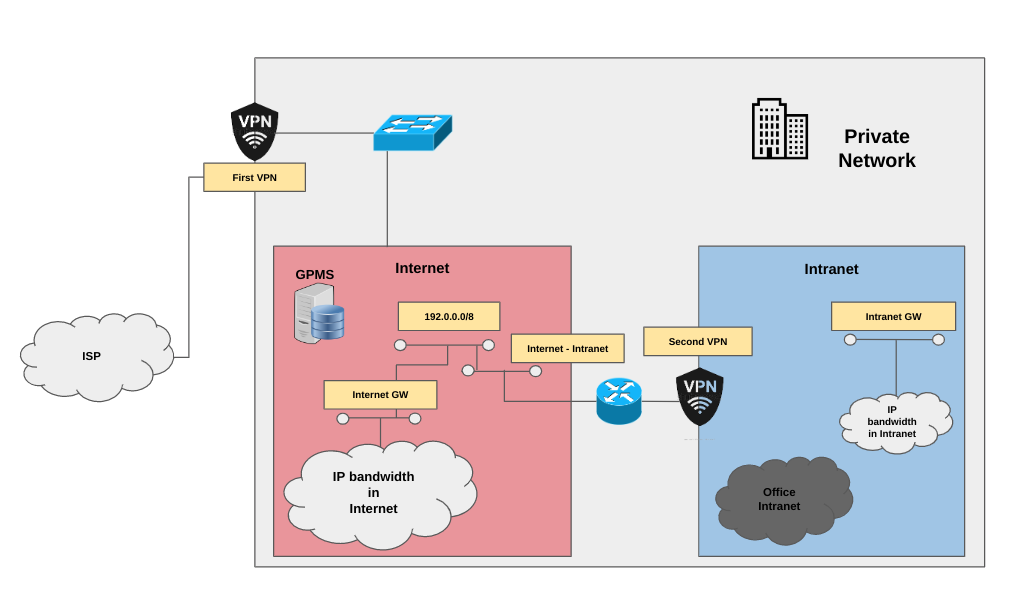 VPN
First VPN
ISP
Private
Network
Internet
GPMS
192.0.0.0/8
Internet - Intranet
Internet GW
IP bandwidth
in
Internet
Second VPN
VPN
Intranet
Intranet GW
IP
bandwidth
in Intranet
Office
Intranet